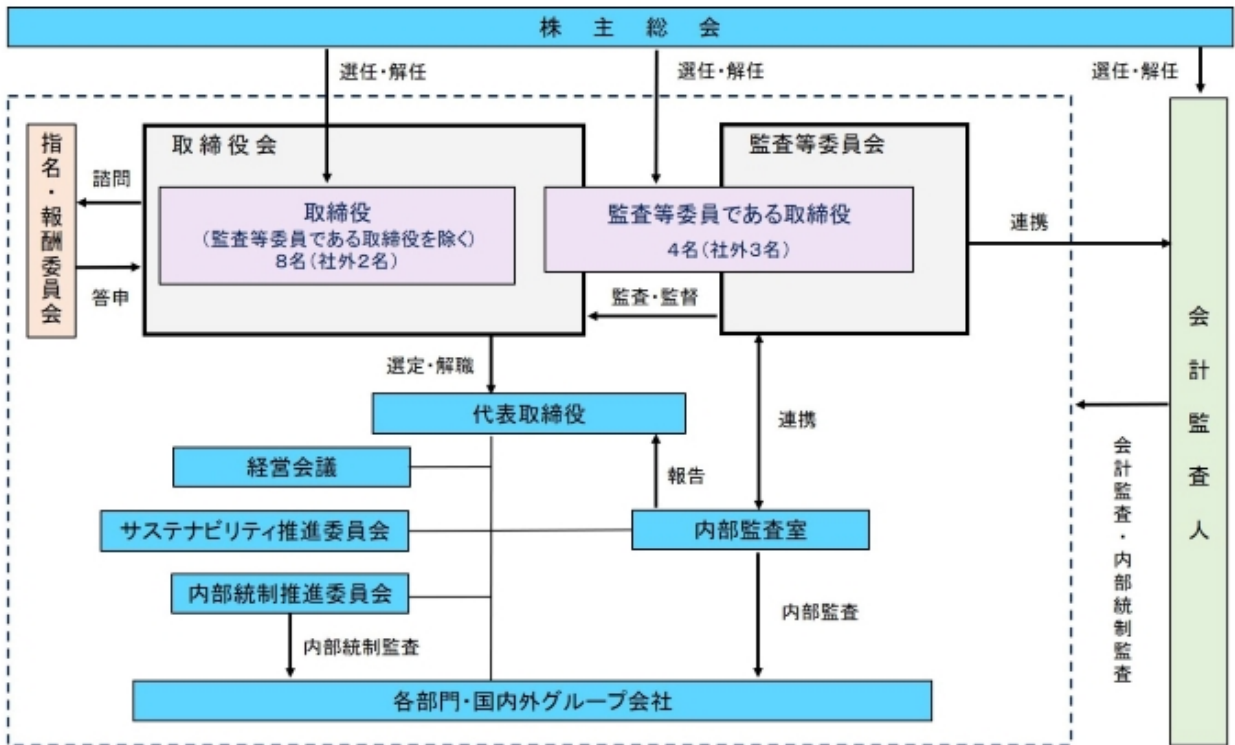 株主総会
選任・解任
選任・解任
選任・解任
指名・報酬委員会
諮問
答申
取締役会
取締役
(監査等委員である取締役を除く)
8名(社外2名)
監査等委員会
監査等委員である取締役
4名(社外3名)
監査・監督
連携
会計監査人
選定・解職
代表取締役
連携
経営会議
報告
サステナビリティ推進委員会
内部監査室
内部統制推進委員会
内部統制監査
内部監査
会計監査・内部統制監査
各部門・国内外グループ会社